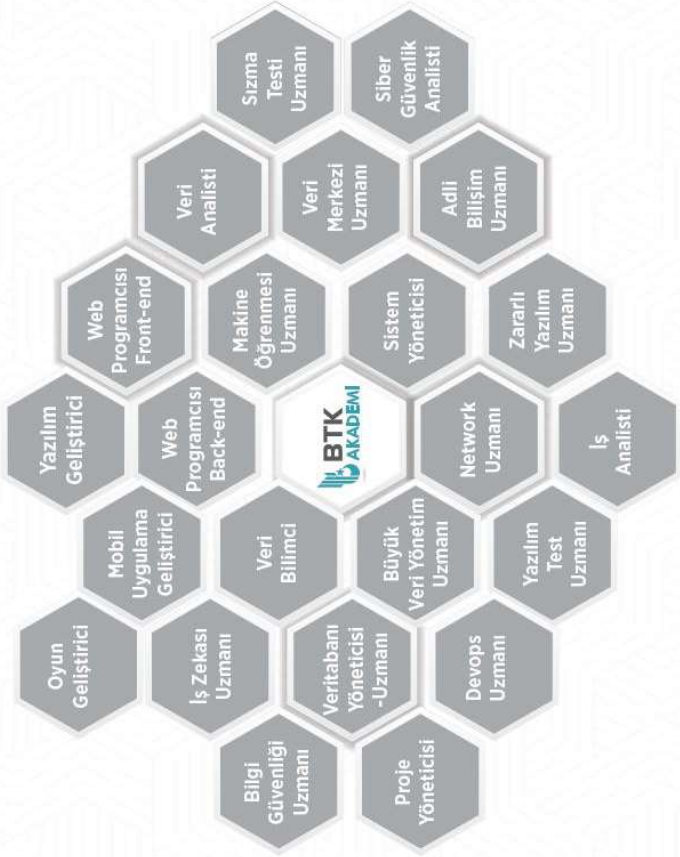 Oyun
Geliştirici
Yazılım
Geliştirici
Mobil
Uygulama
Geliştirici
Web
Programcısı
Front-end
İş Zekası
Uzmanı
Web
Programcısı
Back-end
Veri
Analisti
Bilgi
Güvenliği
Uzmanı
Veri
Bilimci
Makine
Öğrenmesi
Uzmanı
Sızma
Testi
Uzmanı
Veritabanı
Yöneticisi
-Uzmanı
BTK
AKADEMİ
Veri
Merkezi
Uzmanı
Proje
Yöneticisi
Büyük
Veri Yönetim
Uzmanı
Sistem
Yöneticisi
Siber
Güvenlik
Analisti
Devops
Uzmanı
Network
Uzmanı
Adli
Bilişim
Uzmanı
Yazılım
Test
Uzmanı
Zararlı
Yazılım
Uzmanı
İş
Analisti